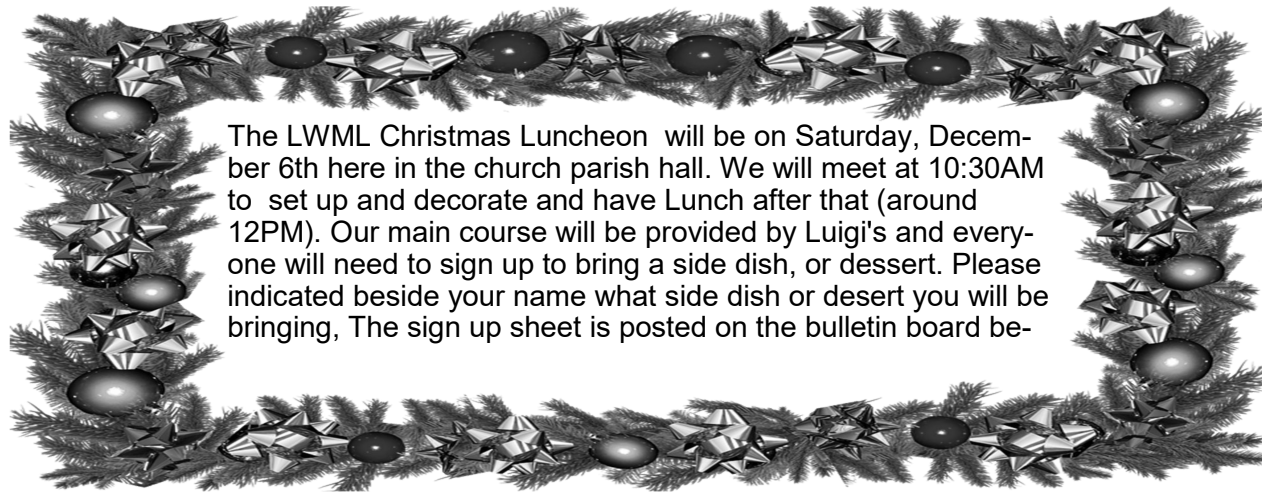 The LWML Christmas Luncheon  will be on Saturday, Decem-
ber 6th here in the church parish hall. We will meet at 10:30AM
to  set up and decorate and have Lunch after that (around
12PM). Our main course will be provided by Luigi's and every-
one will need to sign up to bring a side dish, or dessert. Please
indicated beside your name what side dish or desert you will be
bringing, The sign up sheet is posted on the bulletin board be-